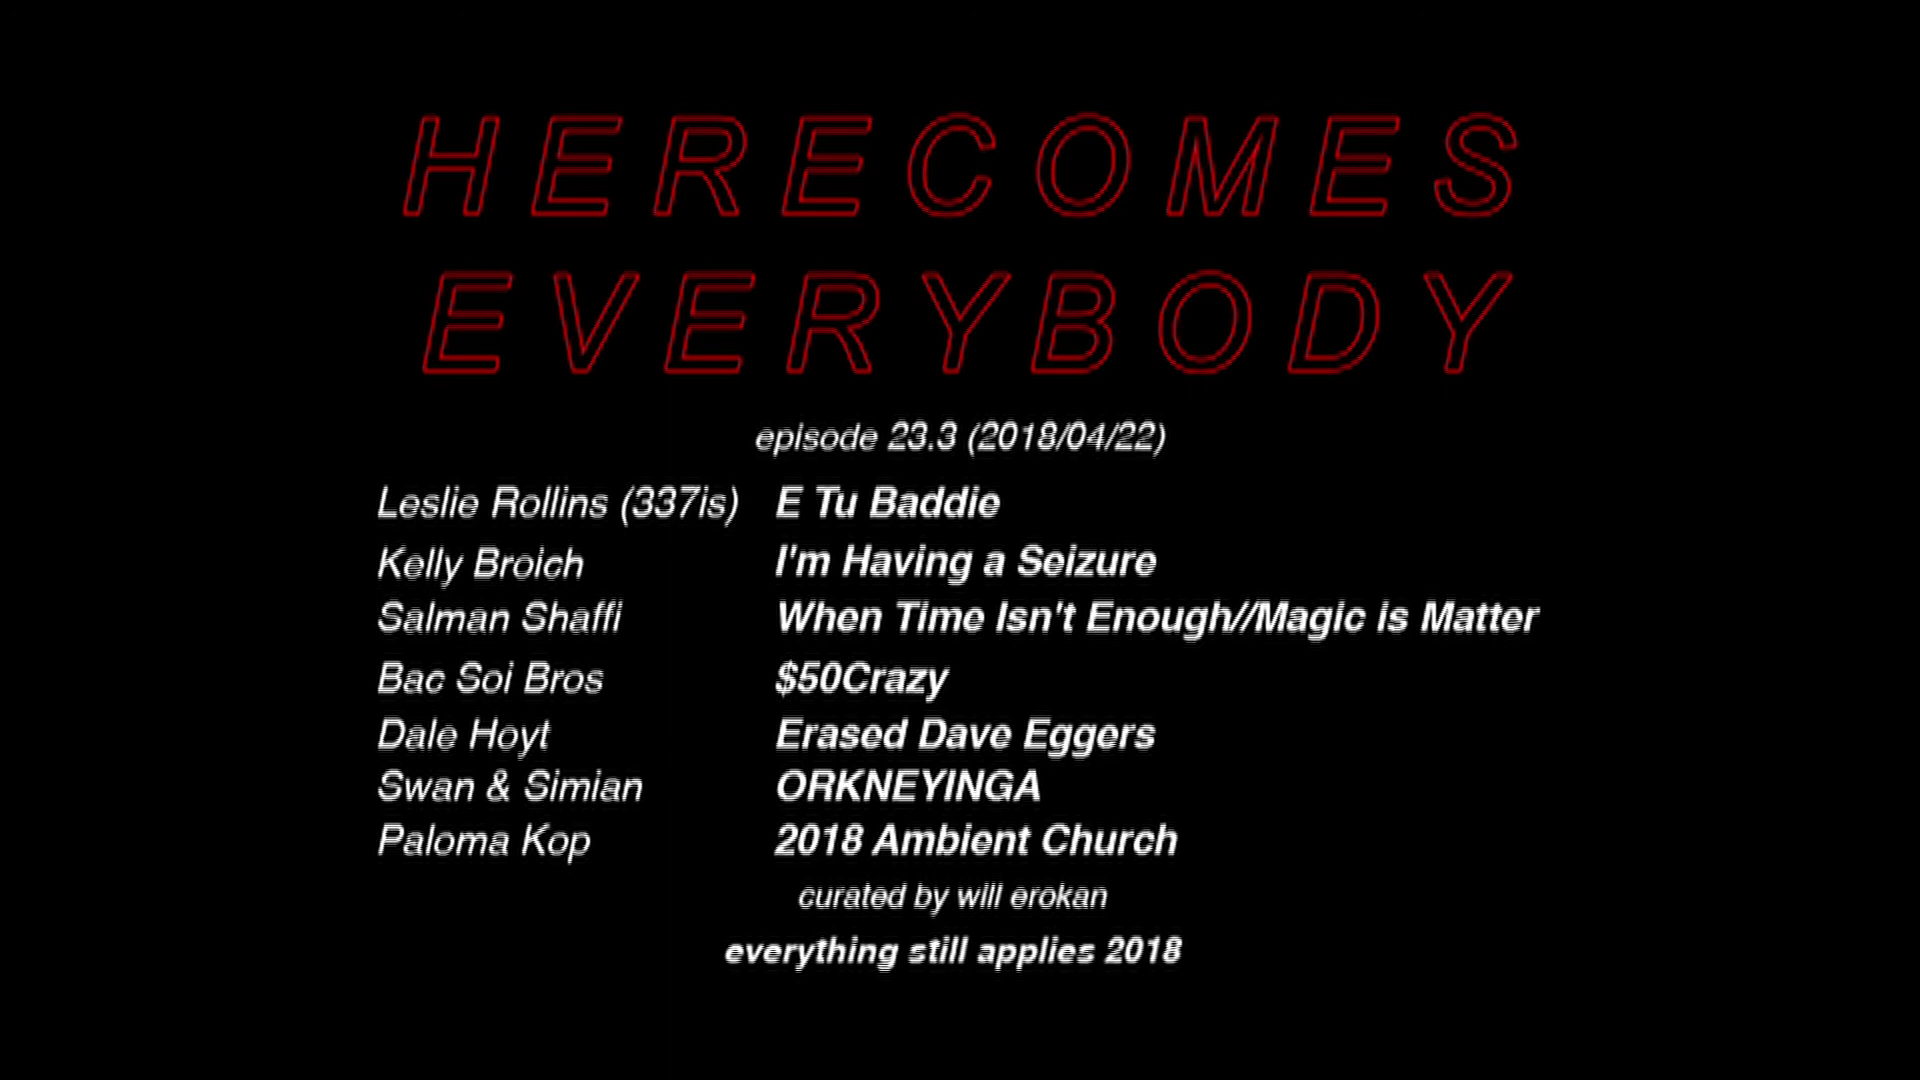 HERECOMES
EVERYBODY
episode 23.3 (2018/04/22)
Leslie Rollins (337is) E Tu Baddie
Kelly Broich I'm Having a Seizure
Salman Shaffi When Time Isn't Enough//Magic is Matter
Bac Soi Bros $50Crazy
Dale Hoyt Erased Dave Eggers
Swan & Simian ORKNEYINGA
Paloma Kop 2018 Ambient Church
curated by will erokan
everything still applies 2018